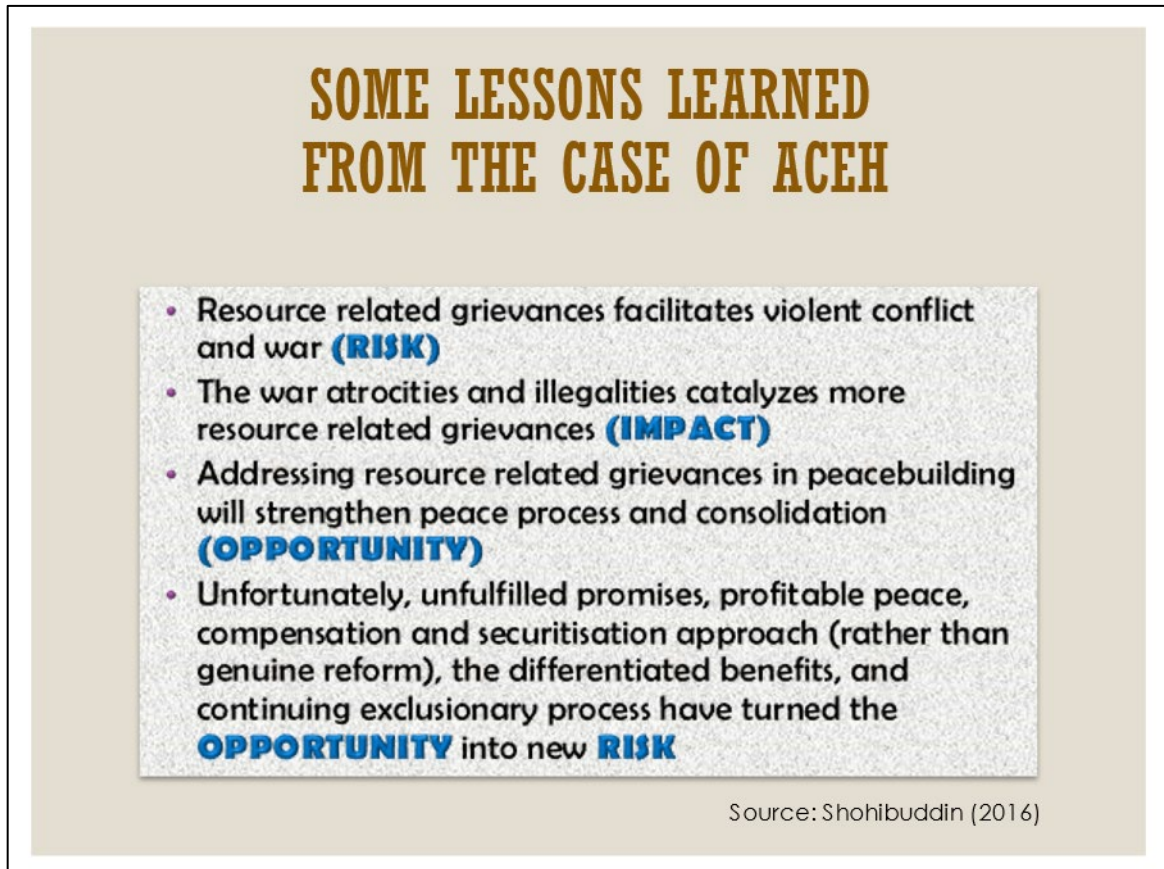 SOME LESSONS LEARNED
FROM THE CASE OF ACEH
• Resource related grievances facilitates violent conflict
and war (RISK)
• The war atrocities and illegalities catalyzes more
resource related grievances (IMPACT)
• Addressing resource related grievances in peacebuilding
will strengthen peace process and consolidation
(OPPORTUNITY)
• Unfortunately, unfulfilled promises, profitable peace,
compensation and securitisation approach (rather than
genuine reform), the differentiated benefits, and
continuing exclusionary process have turned the
OPPORTUNITY into new RISK
Source: Shohibuddin (2016)